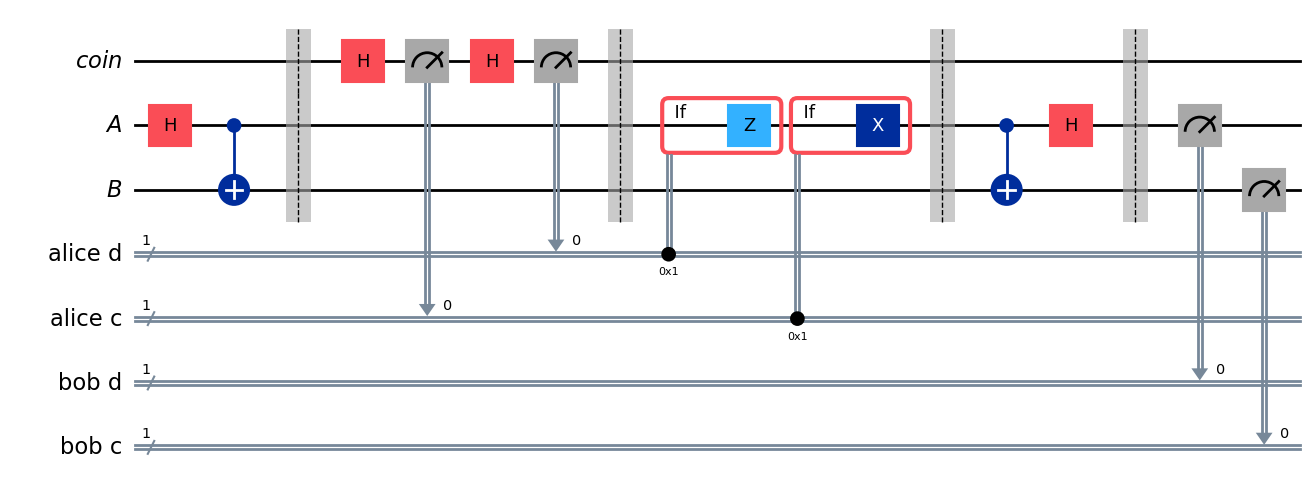 coin H H
A H If Z If X H
B
alice d 1 0 0x1
alice c 1 0 0x1
bob d 1 0
bob c 1 0